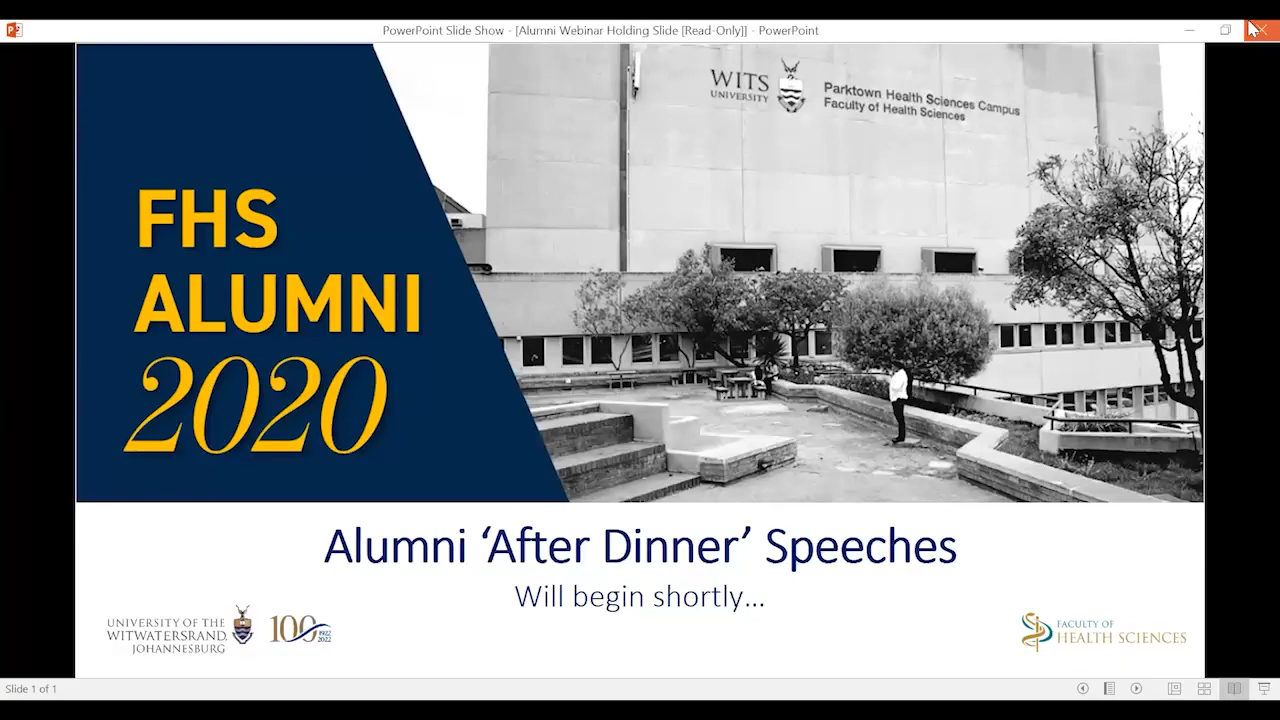 PowerPoint Slide Show - [Alumni Webinar Holding Slide [Read-Only]] - PowerPoint
WITS
UNIVERSITY
Parktown Health Sciences Campus
Faculty of Health Sciences
FHS
ALUMNI
2020
Alumni ‘After Dinner’ Speeches
Will begin shortly...
UNIVERSITY OF THE
WITWATERSRAND,
JOHANNESBURG
100
1922
2022
FACULTY OF
HEALTH SCIENCES
Slide 1 of 1